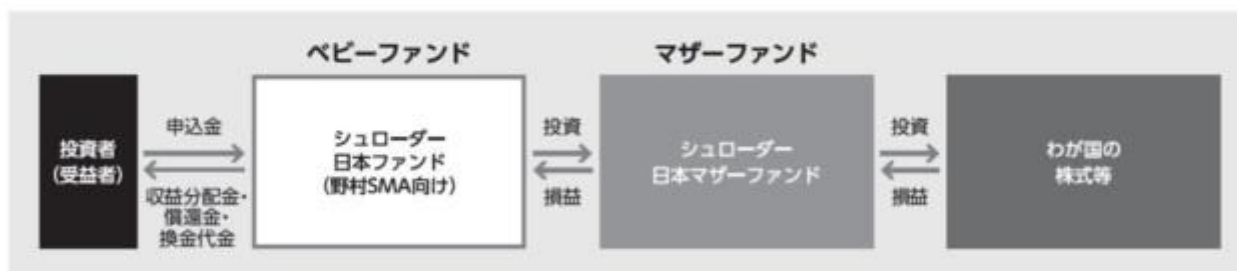 ベビーファンド
マザーファンド
投資者
(受益者)
申込金
収益分配金・
償還金・
換金代金
シュローダー
日本ファンド
(野村SMA向け)
投資
損益
シュローダー
日本マザーファンド
投資
損益
わが国の
株式等